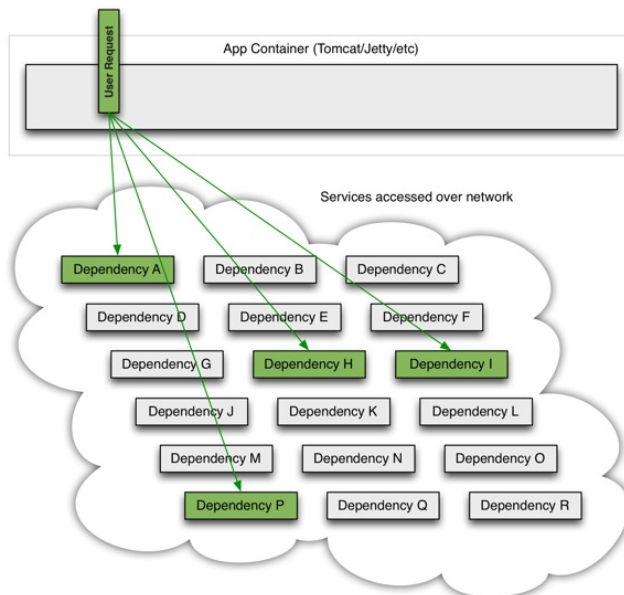 User Request
App Container (Tomcat/Jetty/etc)
Services accessed over network
Dependency A
Dependency B
Dependency C
Dependency D
Dependency E
Dependency F
Dependency G
Dependency H
Dependency I
Dependency J
Dependency K
Dependency L
Dependency M
Dependency N
Dependency O
Dependency P
Dependency Q
Dependency R